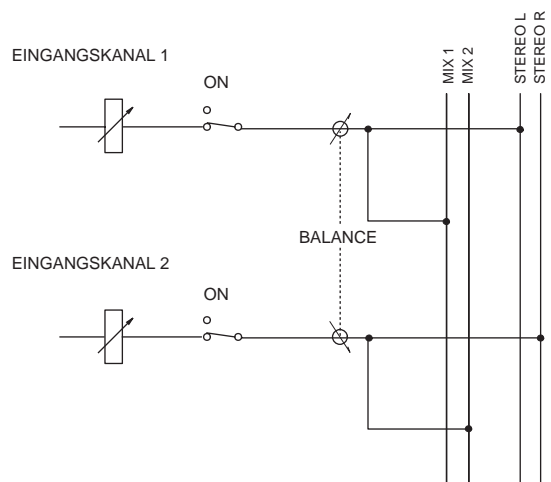 EINGANGSKANAL 1
ON
MIX 1
MIX 2
STEREO L
STEREO R
BALANCE
EINGANGSKANAL 2
ON